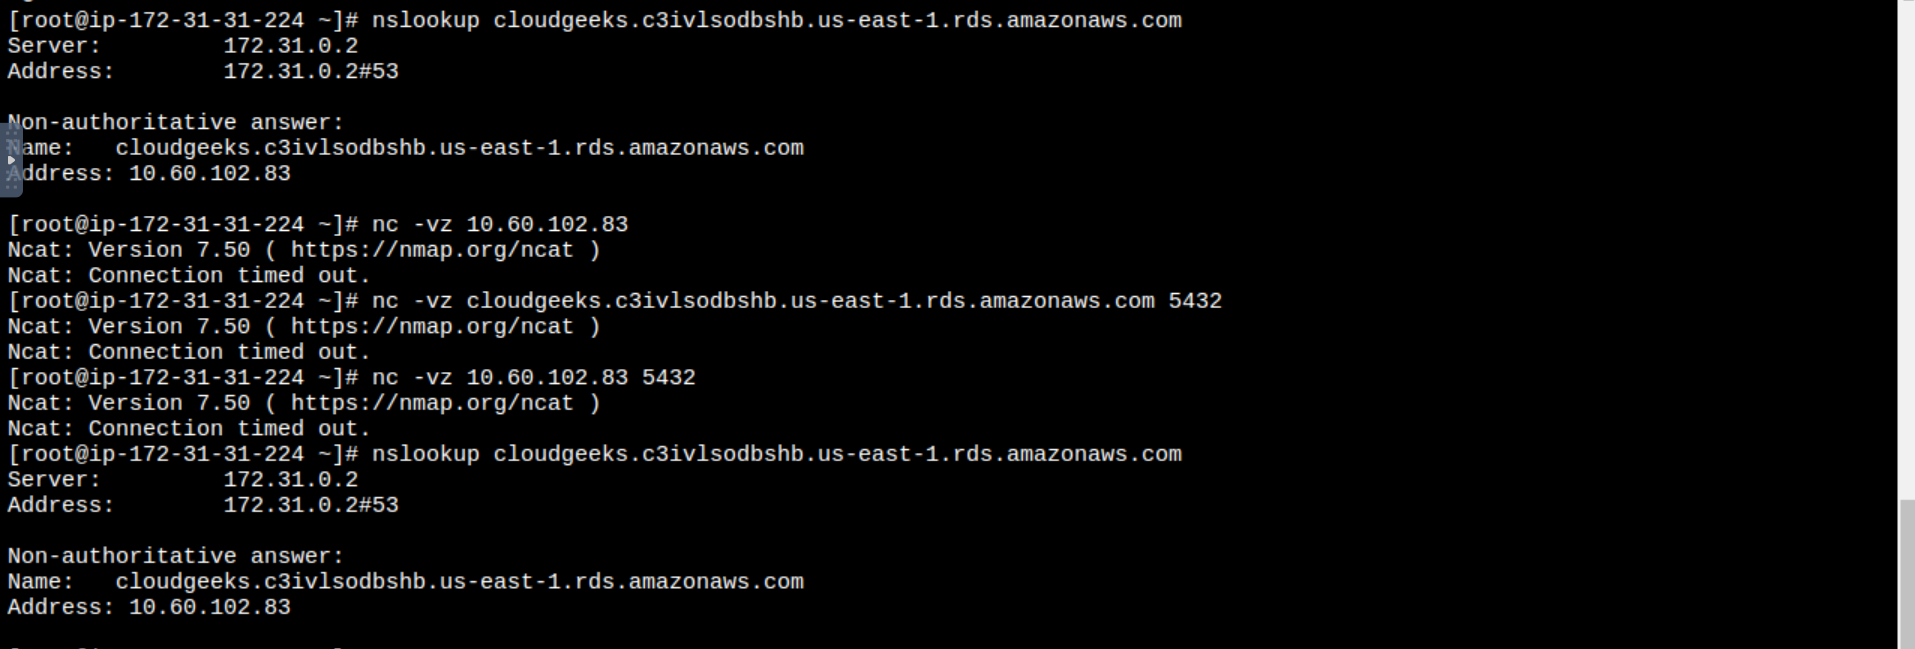 [root@ip-172-31-31-224 ~]# nslookup cloudgeeks.c3ivlsodbshb.us-east-1.rds.amazonaws.com
Server:         172.31.0.2
Address:        172.31.0.2#53
Non-authoritative answer:
Name:   cloudgeeks.c3ivlsodbshb.us-east-1.rds.amazonaws.com
Address: 10.60.102.83
[root@ip-172-31-31-224 ~]# nc -vz 10.60.102.83
Ncat: Version 7.50 ( https://nmap.org/ncat )
Ncat: Connection timed out.
[root@ip-172-31-31-224 ~]# nc -vz cloudgeeks.c3ivlsodbshb.us-east-1.rds.amazonaws.com 5432
Ncat: Version 7.50 ( https://nmap.org/ncat )
Ncat: Connection timed out.
[root@ip-172-31-31-224 ~]# nc -vz 10.60.102.83 5432
Ncat: Version 7.50 ( https://nmap.org/ncat )
Ncat: Connection timed out.
[root@ip-172-31-31-224 ~]# nslookup cloudgeeks.c3ivlsodbshb.us-east-1.rds.amazonaws.com
Server:         172.31.0.2
Address:        172.31.0.2#53
Non-authoritative answer:
Name:   cloudgeeks.c3ivlsodbshb.us-east-1.rds.amazonaws.com
Address: 10.60.102.83